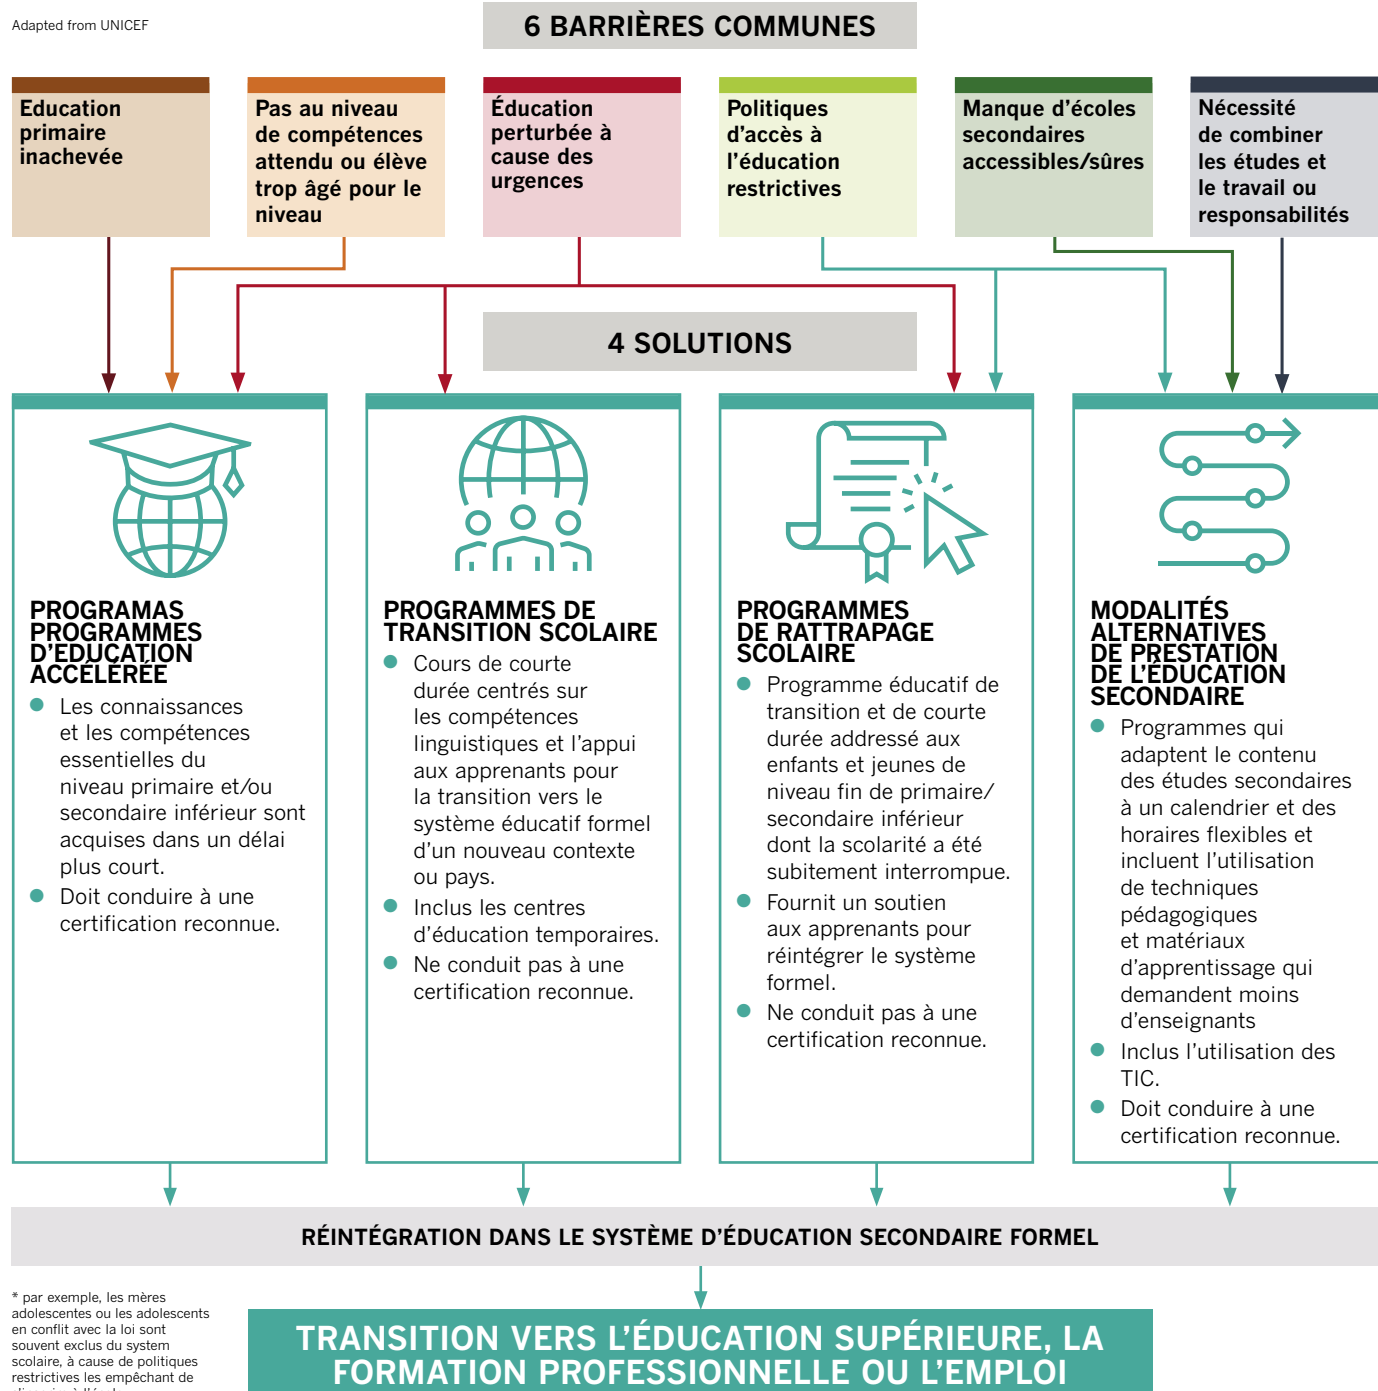 Adapted from UNICEF
6 BARRIÈRES COMMUNES
Education
primaire
inachevée
Pas au niveau
de compétences
attendu ou élève
trop âgé pour le
niveau
Éducation
perturbée à
cause des
urgences
Politiques
d'accès à
l'éducation
restrictives
Manque d'écoles
secondaires
accessibles/sûres
Nécessité
de combiner
les études et
le travail ou
responsabilités
4 SOLUTIONS
PROGRAMAS
PROGRAMMES
D'EDUCATION
ACCÉLÉRÉE
Les connaissances
et les compétences
essentielles du
niveau primaire et/ou
secondaire inférieur sont
acquises dans un délai
plus court.
Doit conduire à une
certification reconnue.
PROGRAMMES DE
TRANSITION SCOLAIRE
Cours de courte
durée centrés sur
les compétences
linguistiques et l'appui
aux apprenants pour
la transition vers le
système éducatif formel
d'un nouveau contexte
ou pays.
Inclus les centres
d'éducation temporaires.
Ne conduit pas à une
certification reconnue.
PROGRAMMES
DE RATTRAPAGE
SCOLAIRE
Programme éducatif de
transition et de courte
durée addressé aux
enfants et jeunes de
niveau fin de primaire/
secondaire inférieur
dont la scolarité a été
subitement interrompue.
Fournit un soutien
aux apprenants pour
réintégrer le système
formel.
Ne conduit pas à une
certification reconnue.
MODALITÉS
ALTERNATIVES
DE PRESTATION
DE L'ÉDUCATION
SECONDAIRE
Programmes qui
adaptent le contenu
des études secondaires
à un calendrier et des
horaires flexibles et
incluent l'utilisation
de techniques
pédagogiques
et matériaux
d'apprentissage qui
demandent moins
d'enseignants
Inclus l'utilisation des
TIC.
Doit conduire à une
certification reconnue.
RÉINTÉGRATION DANS LE SYSTÈME D'ÉDUCATION SECONDAIRE FORMEL
* par exemple, les mères
adolescentes ou les adolescents
en conflit avec la loi sont
souvent exclus du system
scolaire, à cause de politiques
restrictives les empêchant de
TRANSITION VERS L'ÉDUCATION SUPÉRIEURE, LA
FORMATION PROFESSIONNELLE OU L'EMPLOI